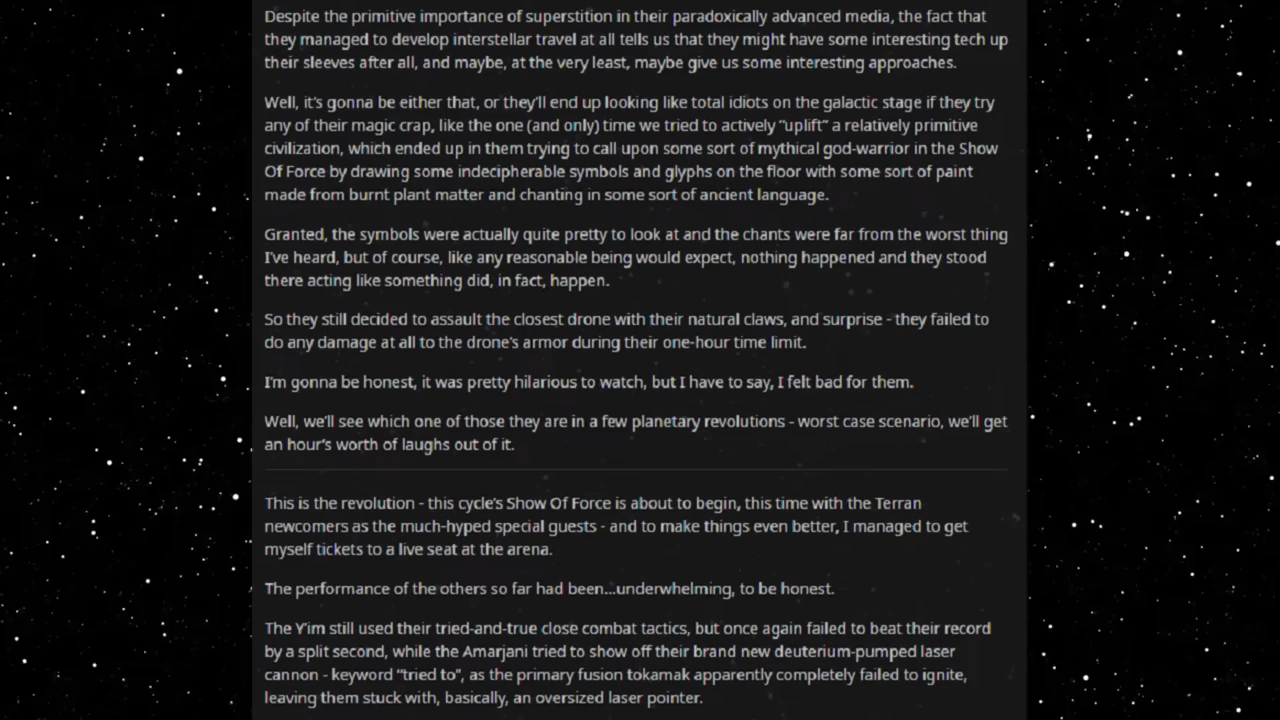 Despite the primitive importance of superstition in their paradoxically advanced media, the fact that
they managed to develop interstellar travel at all tells us that they might have some interesting tech up
their sleeves after all, and maybe, at the very least, maybe give us some interesting approaches.
Well, it's gonna be either that, or they'll end up looking like total idiots on the galactic stage if they try
any of their magic crap, like the one (and only) time we tried to actively “uplift” a relatively primitive
civilization, which ended up in them trying to call upon some sort of mythical god-warrior in the Show
Of Force by drawing some indecipherable symbols and glyphs on the floor with some sort of paint
made from burnt plant matter and chanting in some sort of ancient language.
Granted, the symbols were actually quite pretty to look at and the chants were far from the worst thing
I've heard, but of course, like any reasonable being would expect, nothing happened and they stood
there acting like something did, in fact, happen.
So they still decided to assault the closest drone with their natural claws, and surprise - they failed to
do any damage at all to the drone's armor during their one-hour time limit.
I'm gonna be honest, it was pretty hilarious to watch, but I have to say, I felt bad for them.
Well, we'll see which one of those they are in a few planetary revolutions - worst case scenario, we'll get
an hour's worth of laughs out of it.
This is the revolution - this cycle's Show Of Force is about to begin, this time with the Terran
newcomers as the much-hyped special guests - and to make things even better, I managed to get
myself tickets to a live seat at the arena.
The performance of the others so far had been...underwhelming, to be honest.
The Y'im still used their tried-and-true close combat tactics, but once again failed to beat their record
by a split second, while the Amarjani tried to show off their brand new deuterium-pumped laser
cannon - keyword “tried to”, as the primary fusion tokamak apparently completely failed to ignite,
leaving them stuck with, basically, an oversized laser pointer.